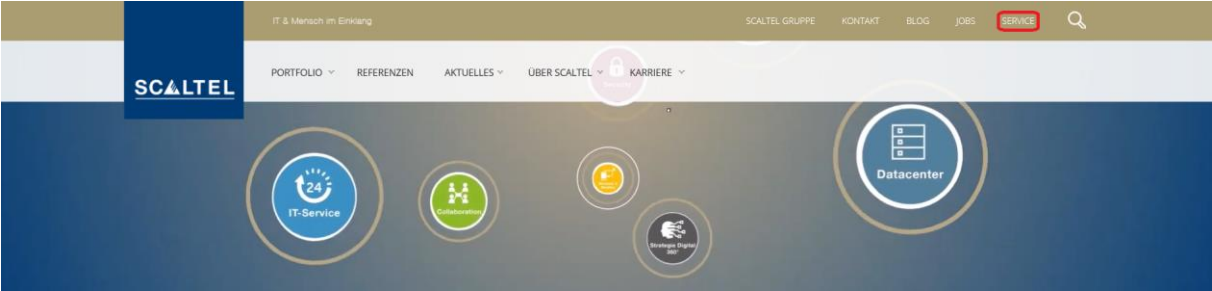 IT & Mensch im Einklang
SCALTEL GRUPPE KONTAKT BLOG JOBS SERVICE
SCALTEL
PORTFOLIO REFERENZEN AKTUELLES ÜBER SCALTEL KARRIERE
24
IT-Service
Collaboration
Strategie Digital
360°
Datacenter